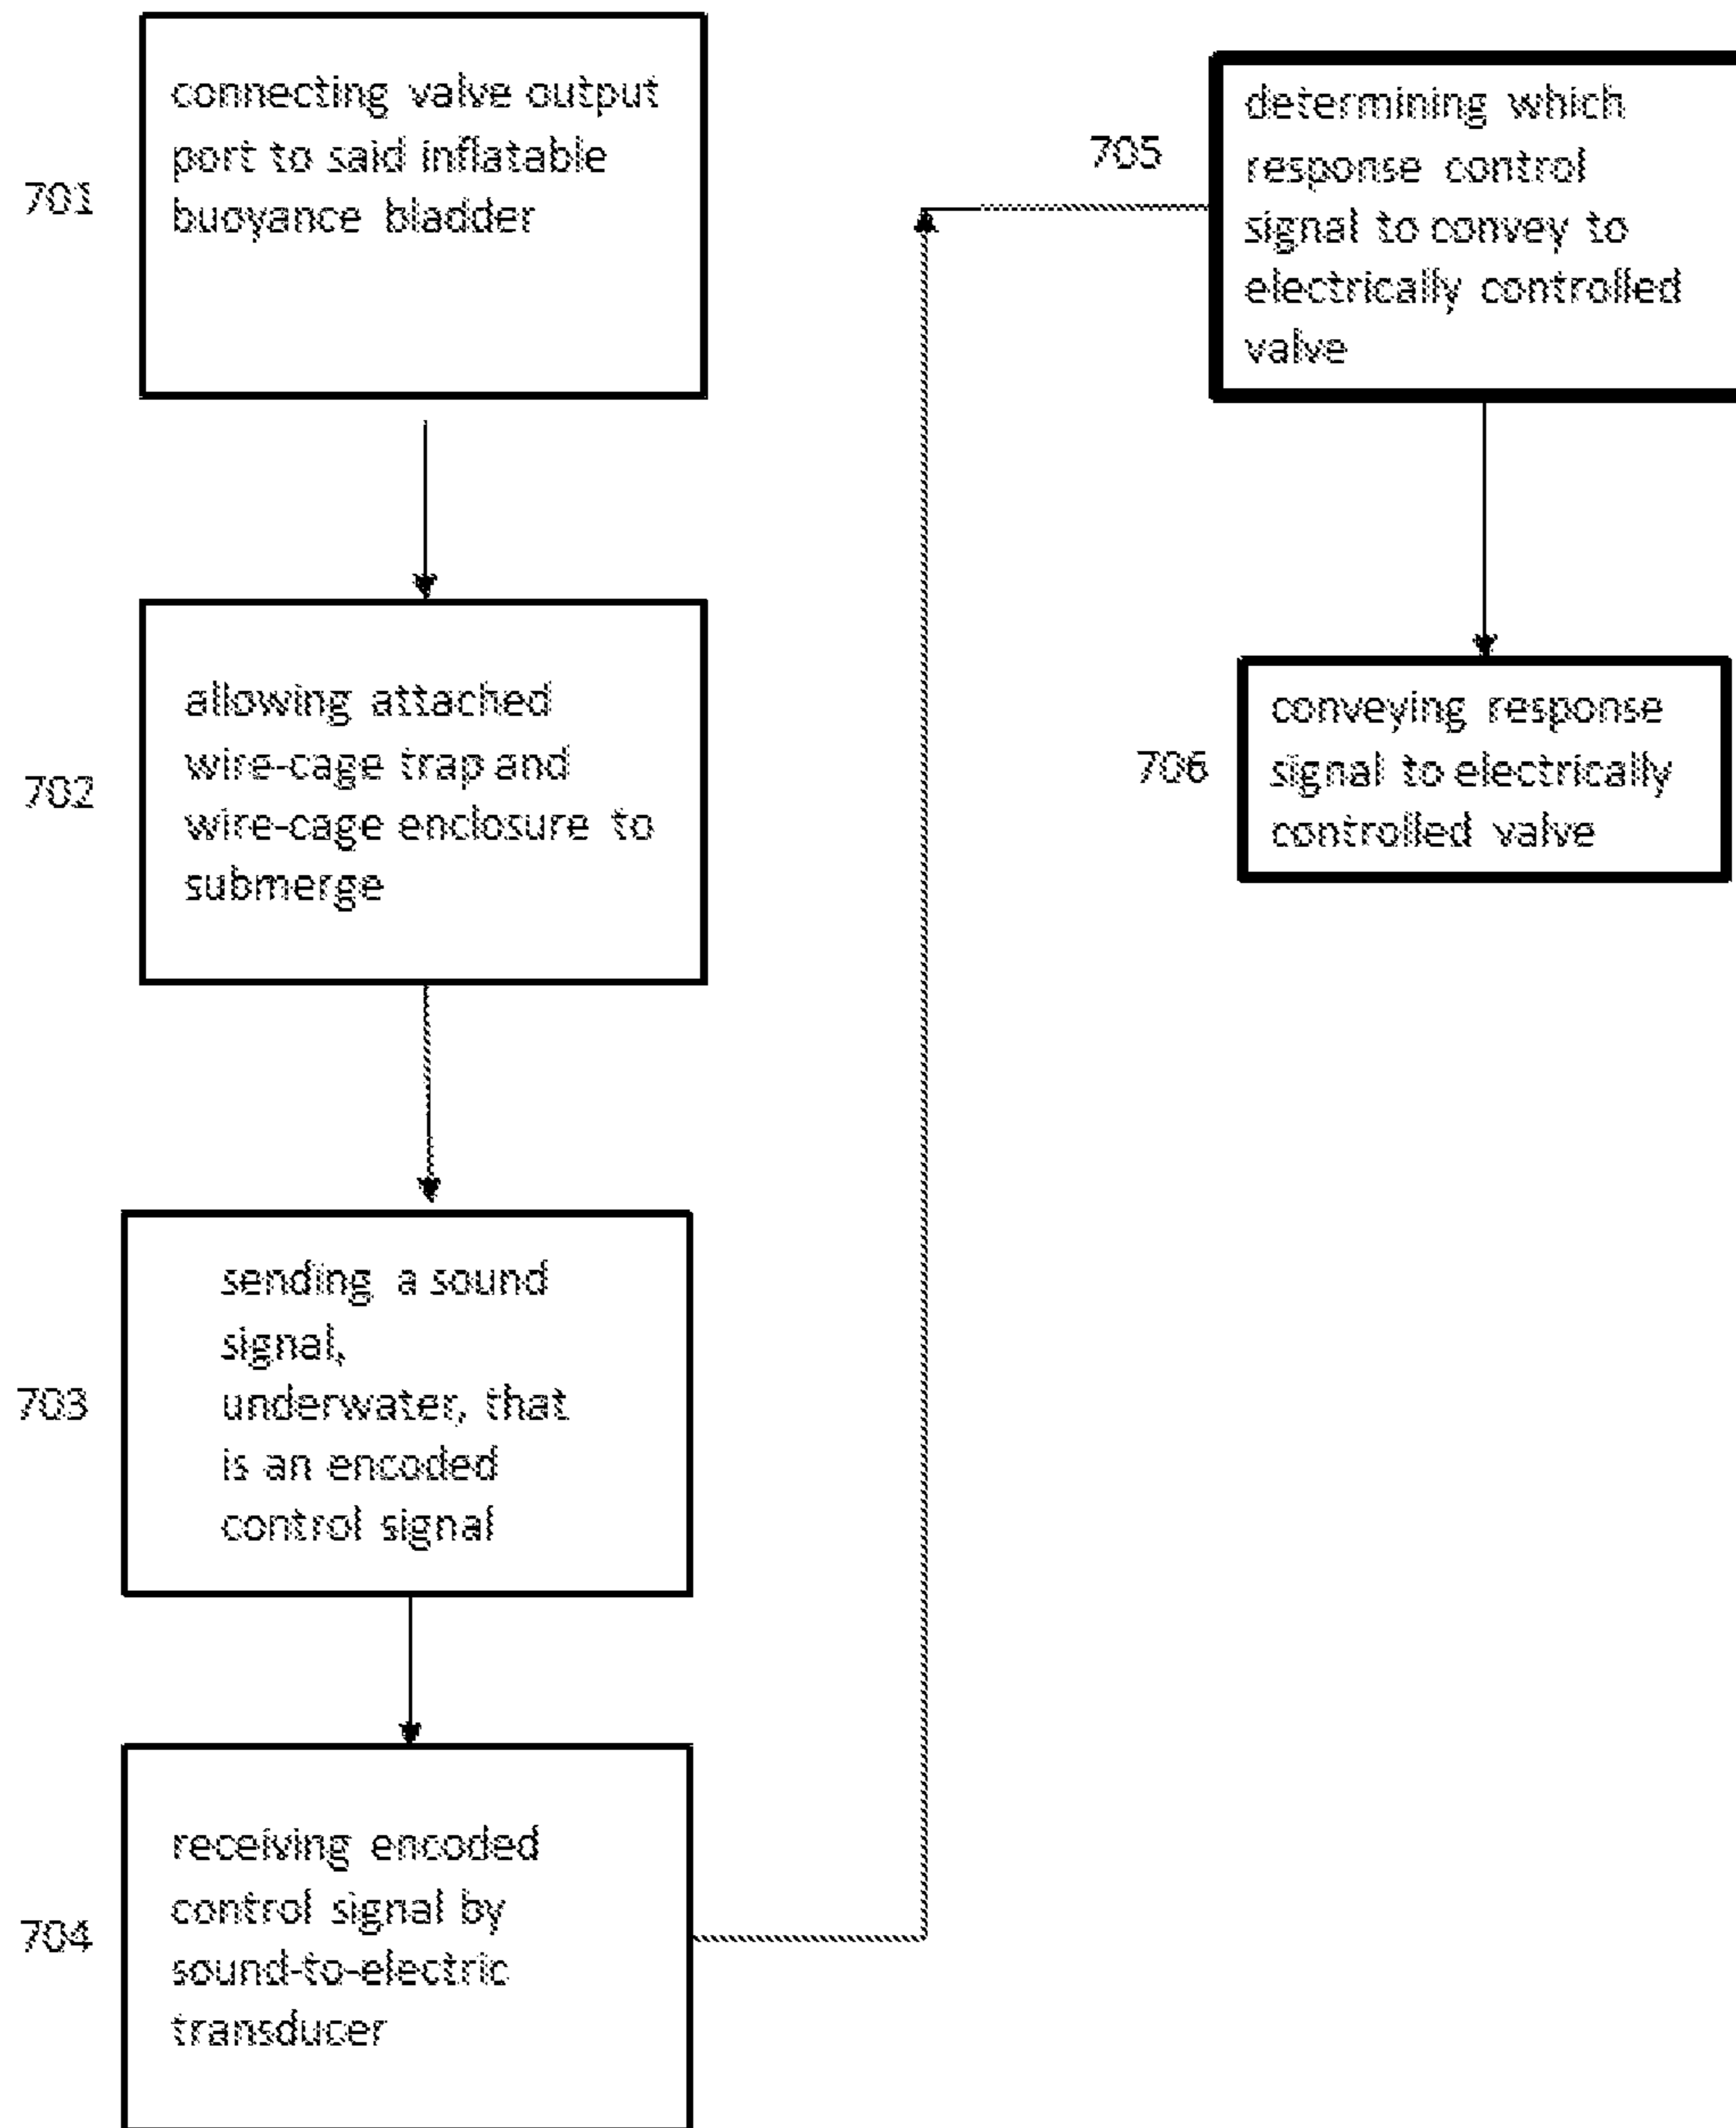 701
connecting valve output
port to said inflatable
buoyance bladder
702
allowing attached
wire-cage trap and
wire-cage enclosure to
submerge
703
sending a sound
signal,
underwater, that
is an encoded
control signal
704
receiving encoded
control signal by
sound-to-electric
transducer
705
determining which
response control
signal to convey to
electrically controlled
valve
706
conveying response
signal to electrically
controlled valve